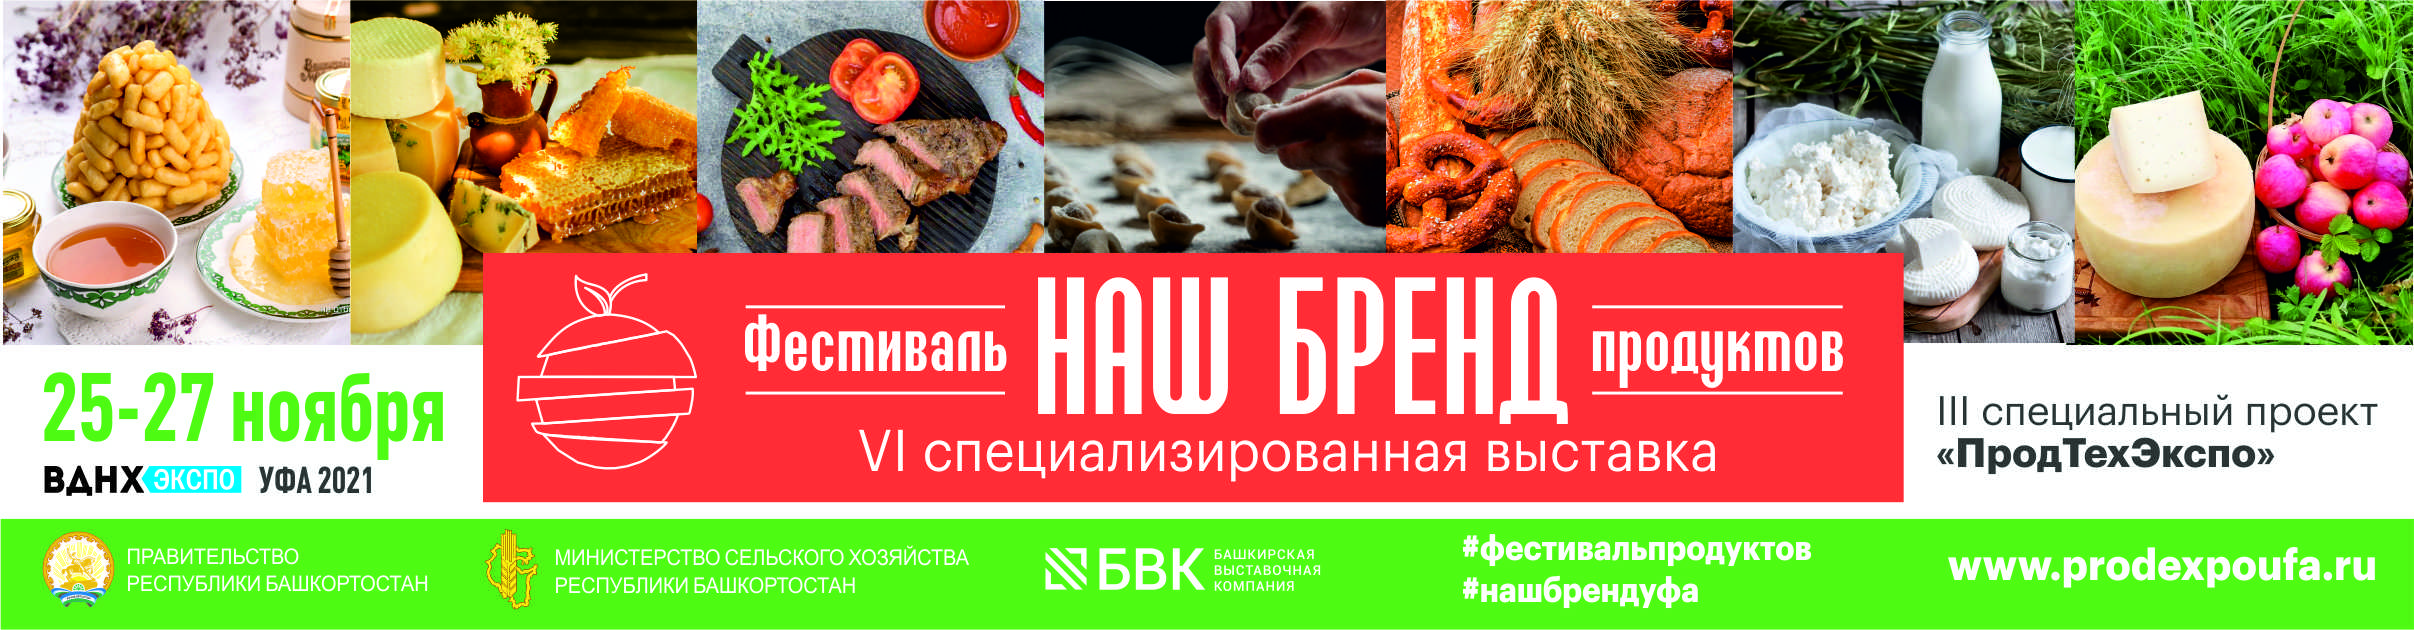 25-27 ноября
ВДНХ ЭКСПО УФА 2021
Фестиваль НАШ БРЕНД продуктов
VI специализированная выставка
III специальный проект
«ПродТехЭкспо»
ПРАВИТЕЛЬСТВО
РЕСПУБЛИКИ БАШКОРТОСТАН
МИНИСТЕРСТВО СЕЛЬСКОГО ХОЗЯЙСТВА
РЕСПУБЛИКИ БАШКОРТОСТАН
БВК
БАШКИРСКАЯ
ВЫСТАВОЧНАЯ
КОМПАНИЯ
#фестивальпродуктов
#нашбрендуфа
www.prodexpoufa.ru